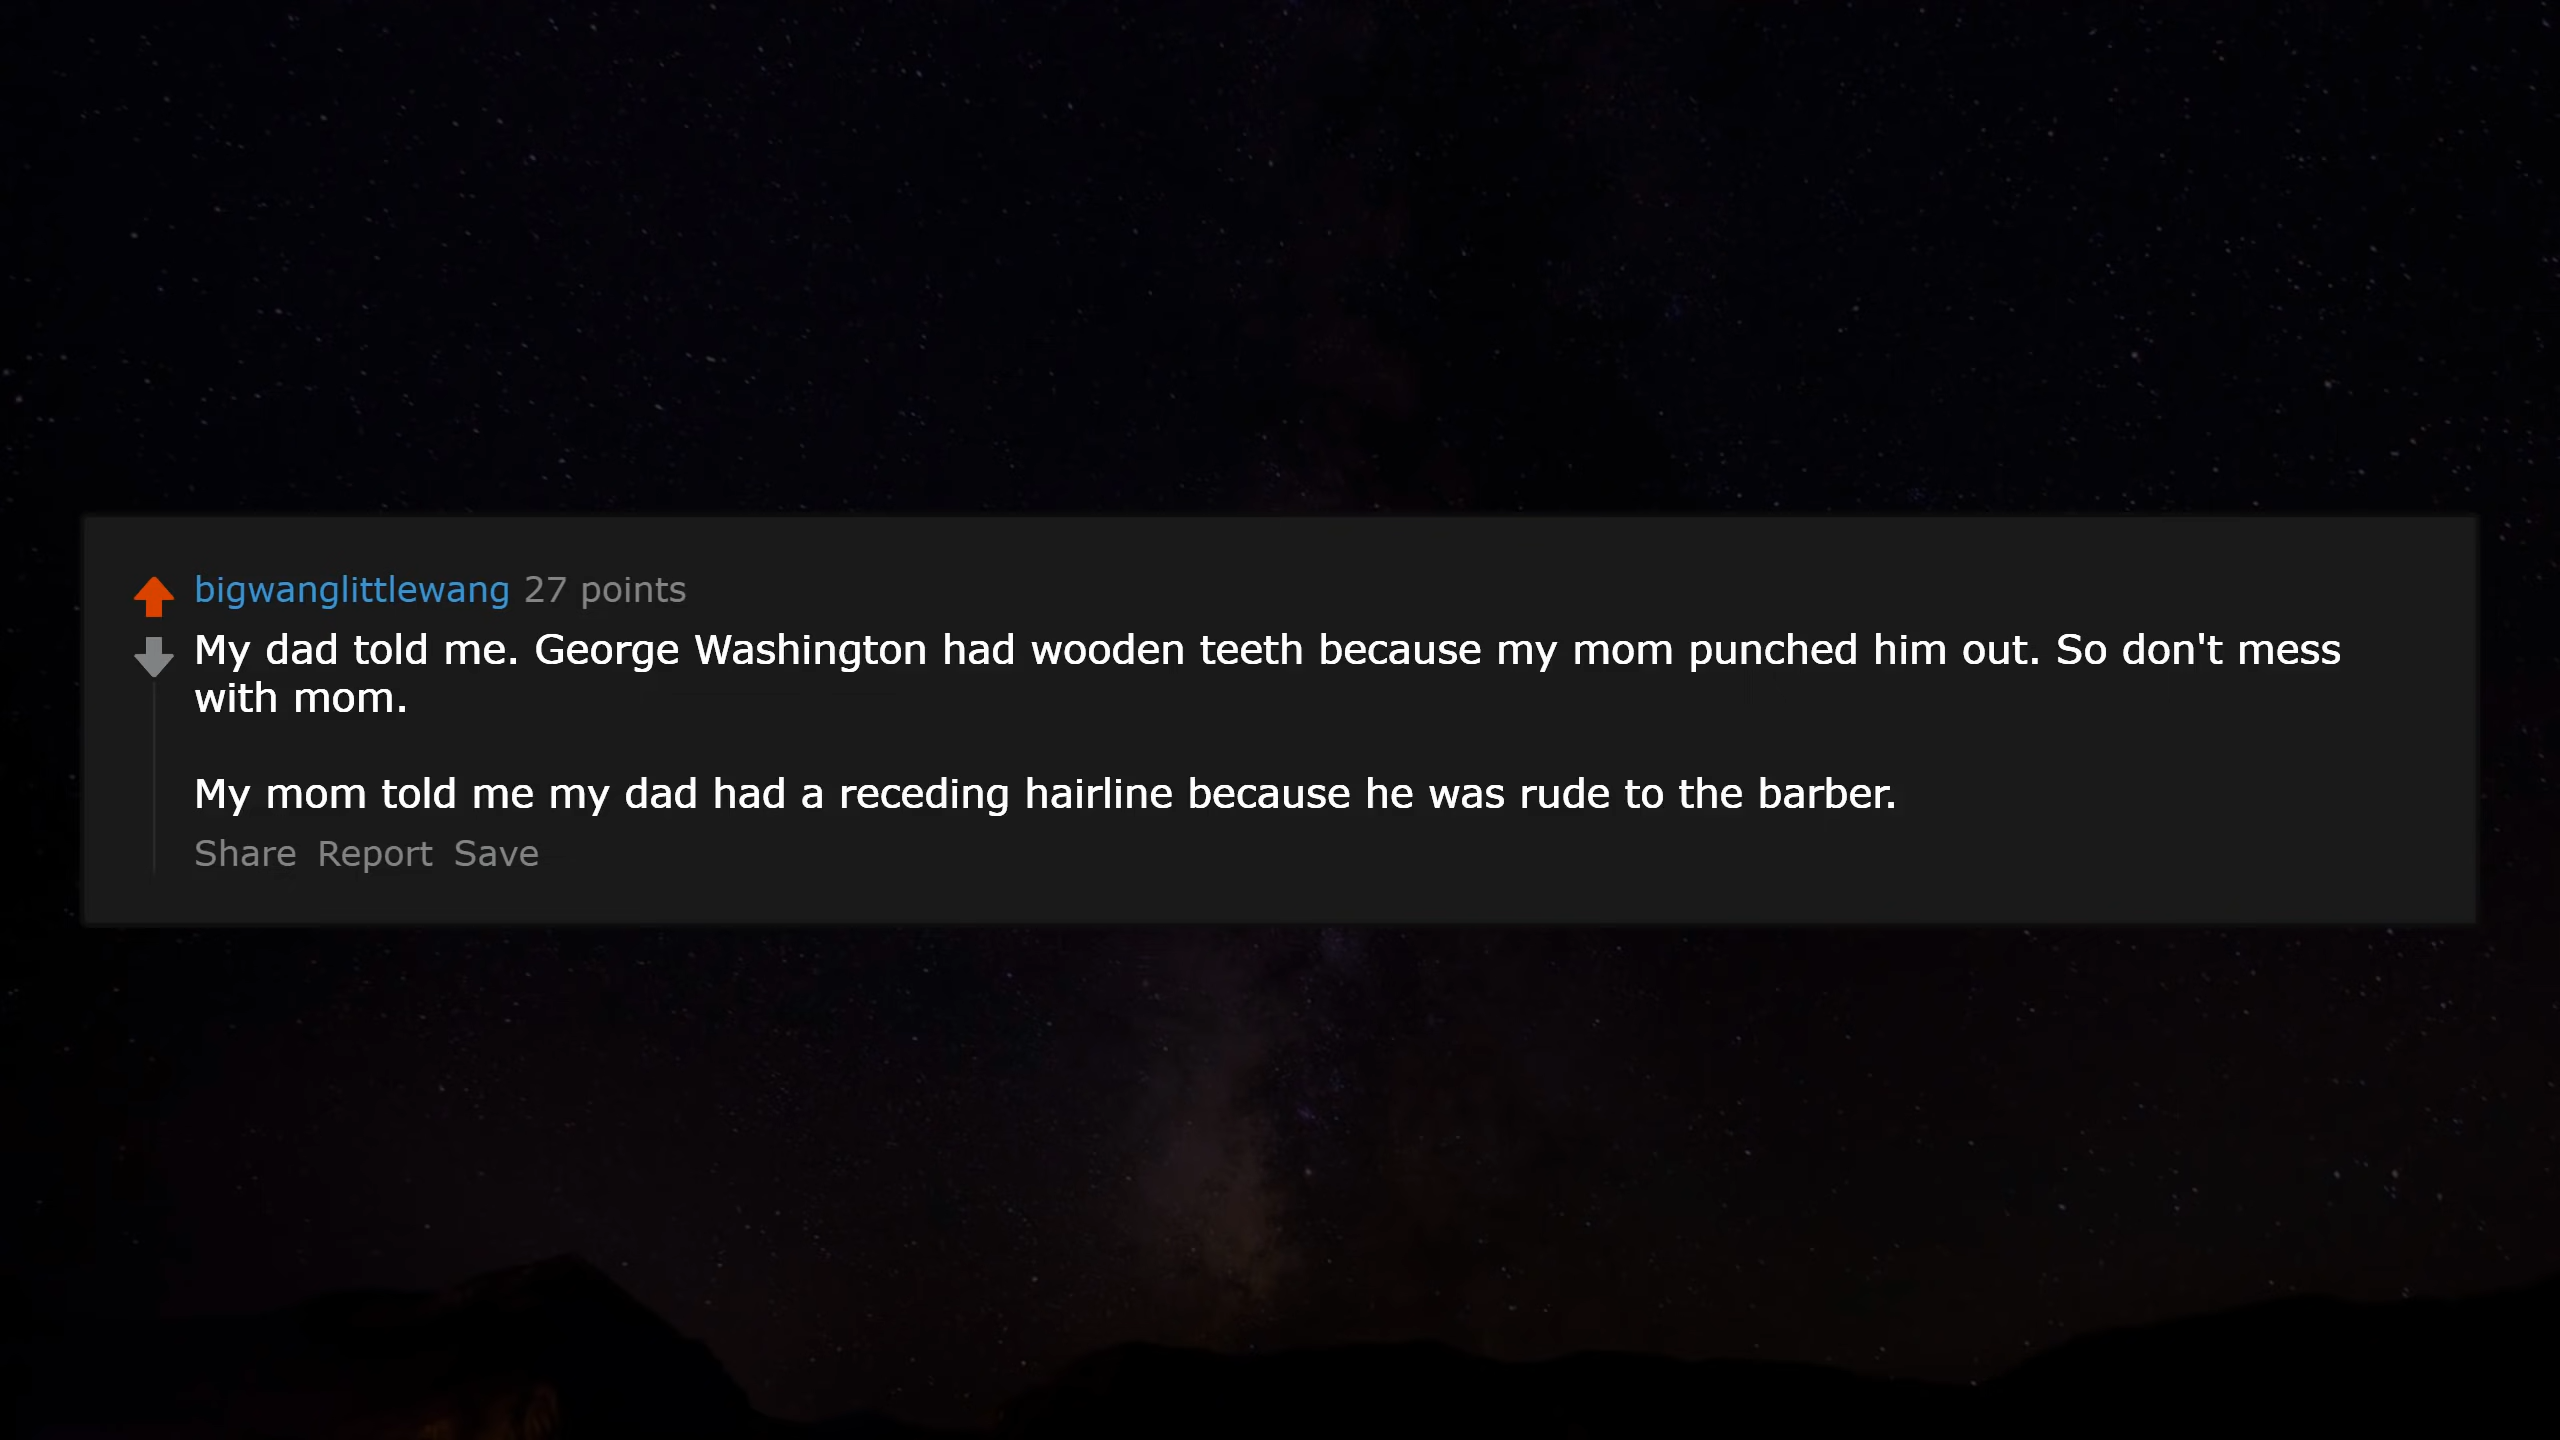 bigwanglittlewang 27 points
My dad told me. George Washington had wooden teeth because my mom punched him out. So don't mess
with mom.
My mom told me my dad had a receding hairline because he was rude to the barber.
Share Report Save